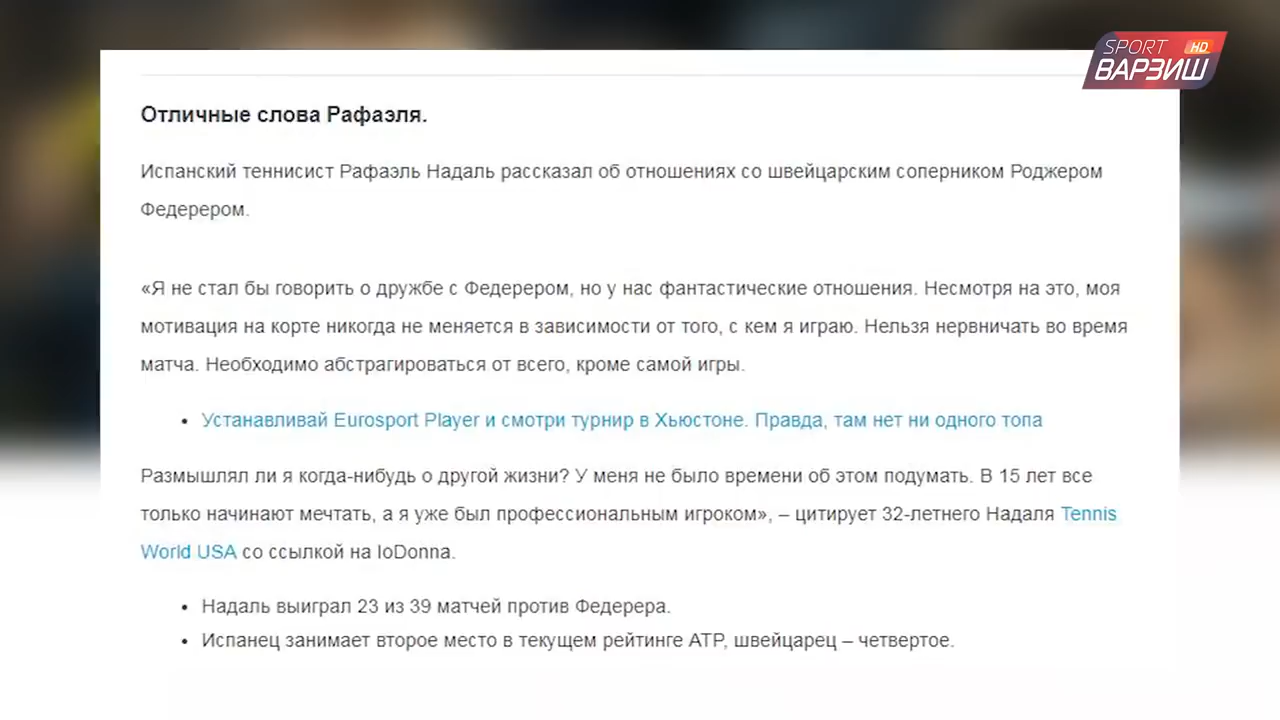 SPORT HD
ВАРЗИШ
Отличные слова Рафаэля.
Испанский теннисист Рафаэль Надаль рассказал об отношениях со швейцарским соперником Роджером
Федерером.
«Я не стал бы говорить о дружбе с Федерером, но у нас фантастические отношения. Несмотря на это, моя
мотивация на корте никогда не меняется в зависимости от того, с кем я играю. Нельзя нервничать во время
матча. Необходимо абстрагироваться от всего, кроме самой игры.
• Устанавливай Eurosport Player и смотри турнир в Хьюстоне. Правда, там нет ни одного топа
Размышлял ли я когда-нибудь о другой жизни? У меня не было времени об этом подумать. В 15 лет все
только начинают мечтать, а я уже был профессиональным игроком», – цитирует 32-летнего Надаля Tennis
World USA со ссылкой на IoDonna.
• Надаль выиграл 23 из 39 матчей против Федерера.
• Испанец занимает второе место в текущем рейтинге ATP, швейцарец – четвертое.